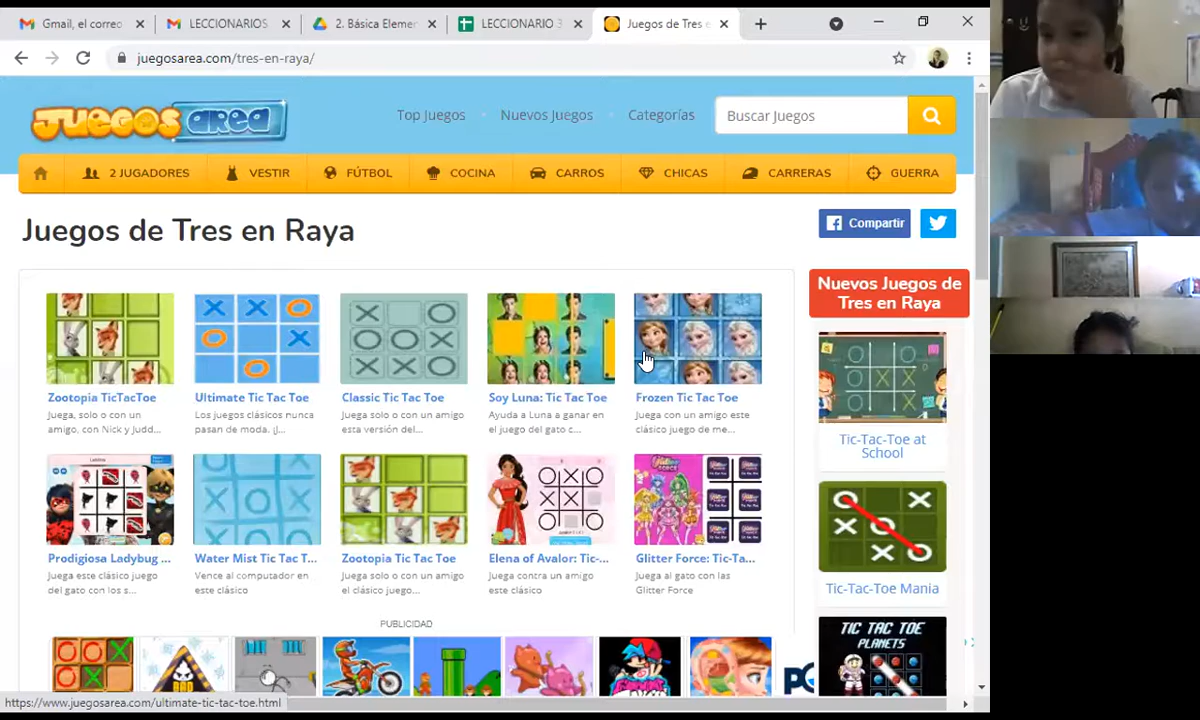 Gmail, el correo
LECCIONARIOS
2. Básica Elemen
LECCIONARIO 3
Juegos de Tres e
juegosarea.com/tres-en-raya/
JUEGOS area
Top Juegos
Nuevos Juegos
Categorías
Buscar Juegos
2 JUGADORES
VESTIR
FÚTBOL
COCINA
CARROS
CHICAS
CARRERAS
GUERRA
Juegos de Tres en Raya
Compartir
Nuevos Juegos de
Tres en Raya
Zootopia TicTacToe
Juega, solo o con un
amigo, con Nick y Judd...
Ultimate Tic Tac Toe
Los juegos clásicos nunca
pasan de moda. ¡J...
Classic Tic Tac Toe
Juega solo o con un amigo
esta versión del...
Soy Luna: Tic Tac Toe
Ayuda a Luna a ganar en
el juego del gato c...
Frozen Tic Tac Toe
Juega con un amigo este
clásico juego de me...
Tic-Tac-Toe at
School
Prodigiosa Ladybug ...
Juega este clásico juego
del gato con los s...
Water Mist Tic Tac T...
Vence al computador en
este clásico
Zootopia Tic Tac Toe
Juega solo o con un amigo
el clásico juego...
Elena of Avalor: Tic-...
Juega contra un amigo
este clásico
Glitter Force: Tic-Ta...
Juega al gato con las
Glitter Force
Tic-Tac-Toe Mania
PUBLICIDAD
TIC TAC TOE
PLANETS
https://www.juegosarea.com/ultimate-tic-tac-toe.html